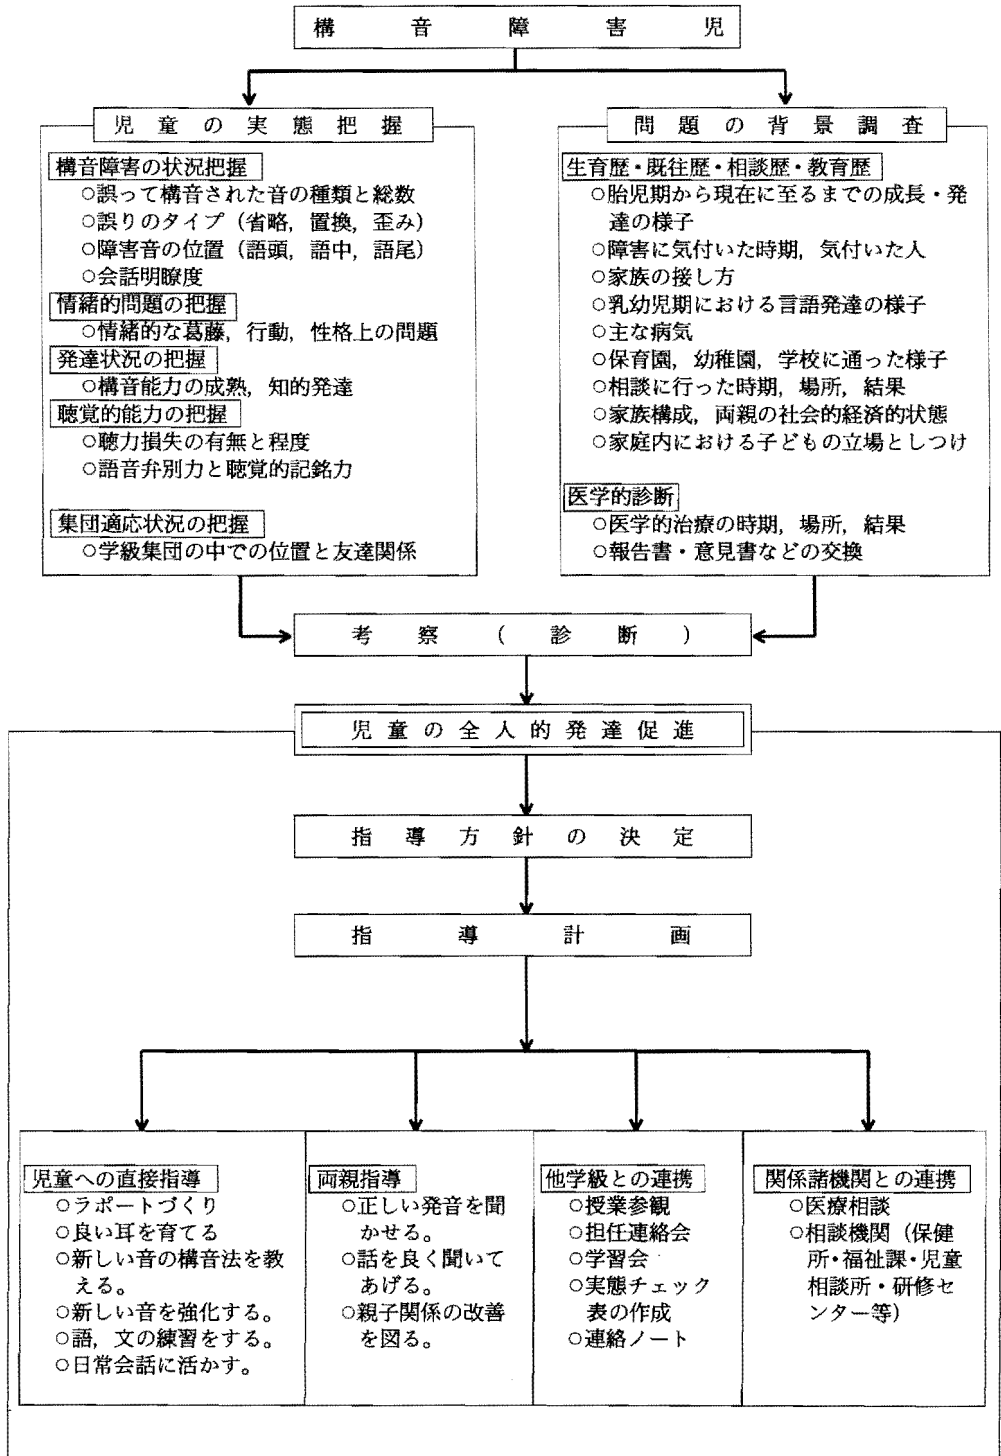 構音障害児
児童の実態把握
構音障害の状況把握
○誤って構音された音の種類と総数
○誤りのタイプ（省略，置換，歪み）
○障害音の位置（語頭，語中，語尾）
○会話明瞭度
情緒的問題の把握
○情緒的な葛藤，行動，性格上の問題
発達状況の把握
○構音能力の成熟，知的発達
聴覚的能力の把握
○聴力損失の有無と程度
○語音弁別力と聴覚的記銘力
集団適応状況の把握
○学級集団の中での位置と友達関係
問題の背景調査
生育歴・既往歴・相談歴・教育歴
○胎児期から現在に至るまでの成長・発
達の様子
○障害に気付いた時期，気付いた人
○家族の接し方
○乳幼児期における言語発達の様子
○主な病気
○保育園，幼稚園，学校に通った様子
○相談に行った時期，場所，結果
○家族構成，両親の社会的経済的状態
○家庭内における子どもの立場としつけ
医学的診断
○医学的治療の時期，場所，結果
○報告書・意見書などの交換
考察（診断）
児童の全人的発達促進
指導方針の決定
指導計画
児童への直接指導
○ラポートづくり
○良い耳を育てる
○新しい音の構音法を教
える。
○新しい音を強化する。
○語，文の練習をする。
○日常会話に活かす。
両親指導
○正しい発音を聞
かせる。
○話を良く聞いて
あげる。
○親子関係の改善
を図る。
他学級との連携
○授業参観
○担任連絡会
○学習会
○実態チェック
表の作成
○連絡ノート
関係諸機関との連携
○医療相談
○相談機関（保健
所・福祉課・児童
相談所・研修セ
ンター等）